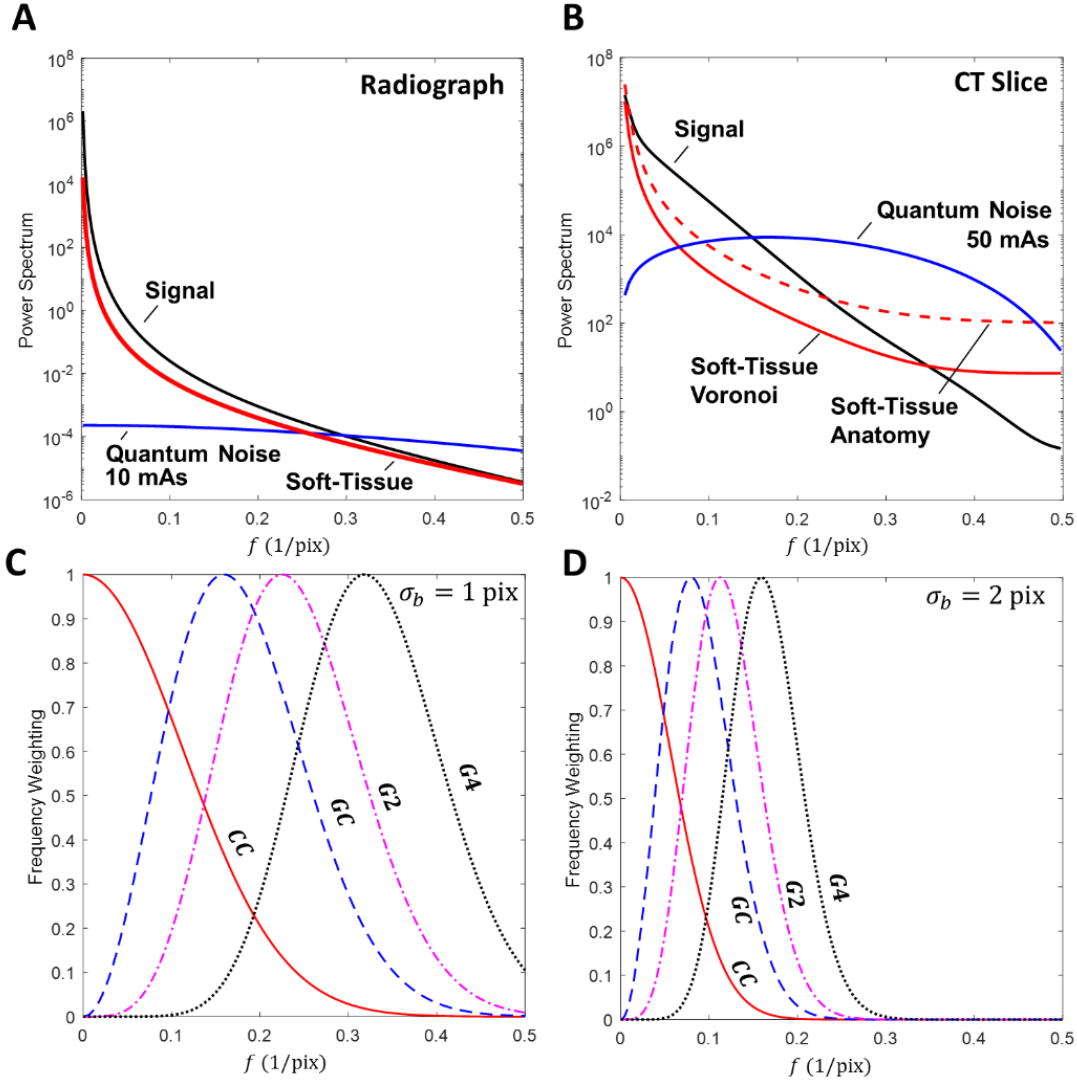 A
Radiograph
10^8
10^6
10^4
10^2
10^0
10^-2
10^-4
10^-6
Power Spectrum
Signal
Quantum Noise
10 mAs
Soft-Tissue
0
0.1
0.2
0.3
0.4
0.5
f (1/pix)
B
CT Slice
10^8
10^6
10^4
10^2
10^0
10^-2
Power Spectrum
Signal
Quantum Noise
50 mAs
Soft-Tissue
Voronoi
Soft-Tissue
Anatomy
0
0.1
0.2
0.3
0.4
0.5
f (1/pix)
C
σ_b = 1 pix
1
0.9
0.8
0.7
0.6
0.5
0.4
0.3
0.2
0.1
0
Frequency Weighting
CC
GC
G2
G4
0
0.1
0.2
0.3
0.4
0.5
f (1/pix)
D
σ_b = 2 pix
1
0.9
0.8
0.7
0.6
0.5
0.4
0.3
0.2
0.1
0
Frequency Weighting
CC
GC
G2
G4
0
0.1
0.2
0.3
0.4
0.5
f (1/pix)